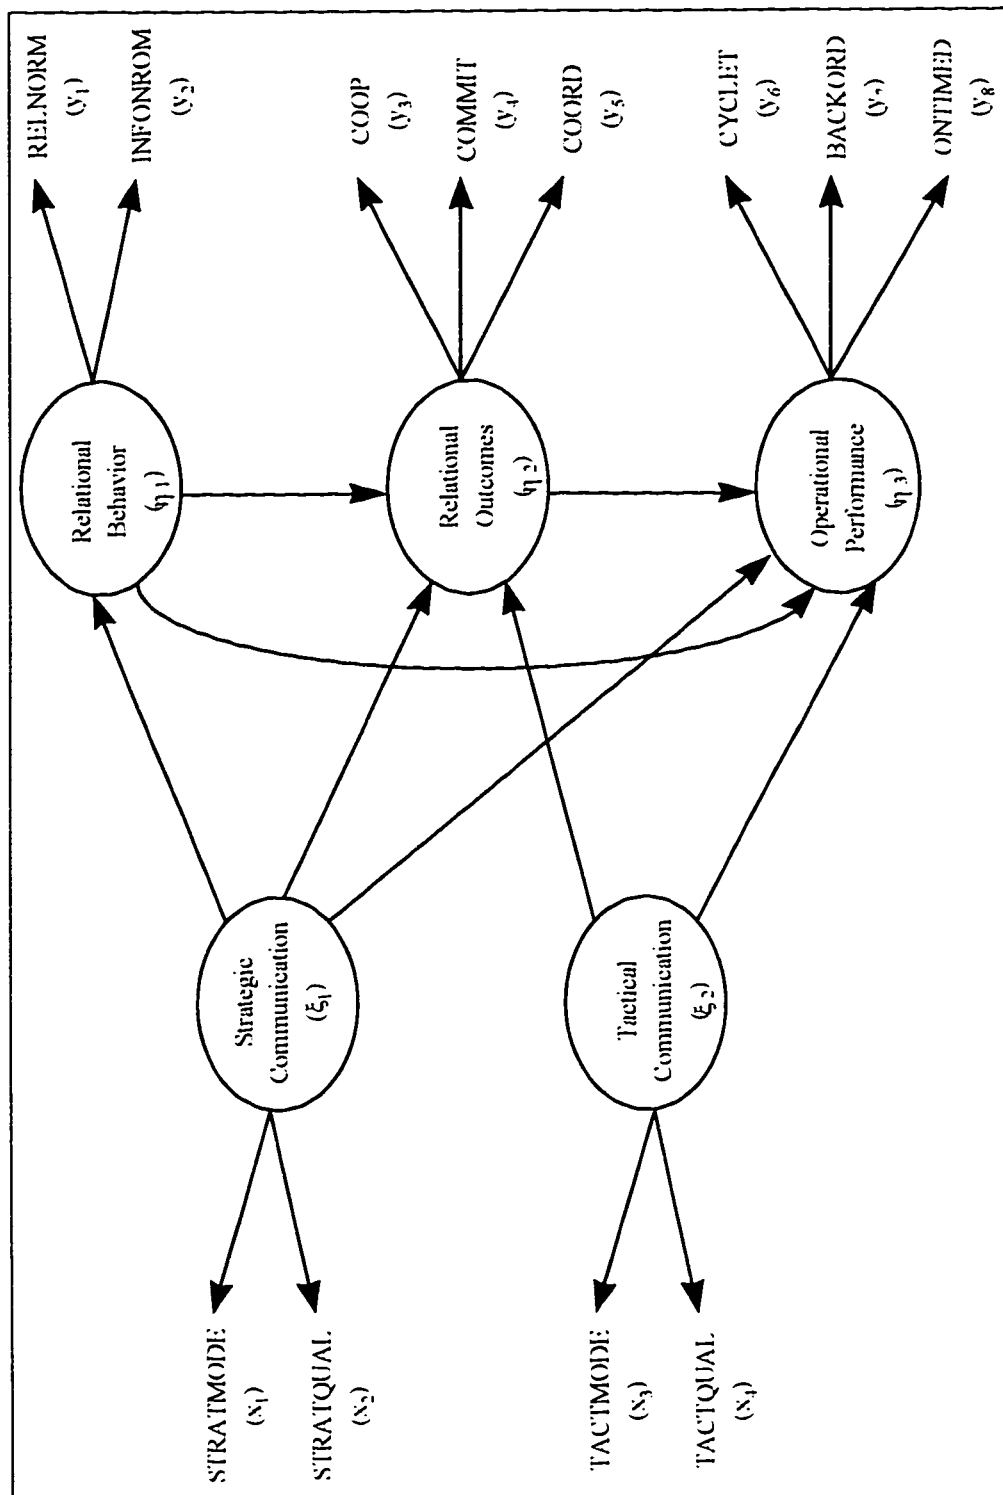 STRATMODE
(x₁)
STRATQUAL
(x₂)
TACTMODE
(x₃)
TACTQUAL
(x₄)
Strategic
Communication
(ξ₁)
Tactical
Communication
(ξ₂)
Relational
Behavior
(η₁)
Relational
Outcomes
(η₂)
Operational
Performance
(η₃)
RELNORM
(y₁)
INFONROM
(y₂)
COOP
(y₃)
COMMIT
(y₄)
COORD
(y₅)
CYCLET
(y₆)
BACKORD
(y₇)
ONTIMED
(y₈)